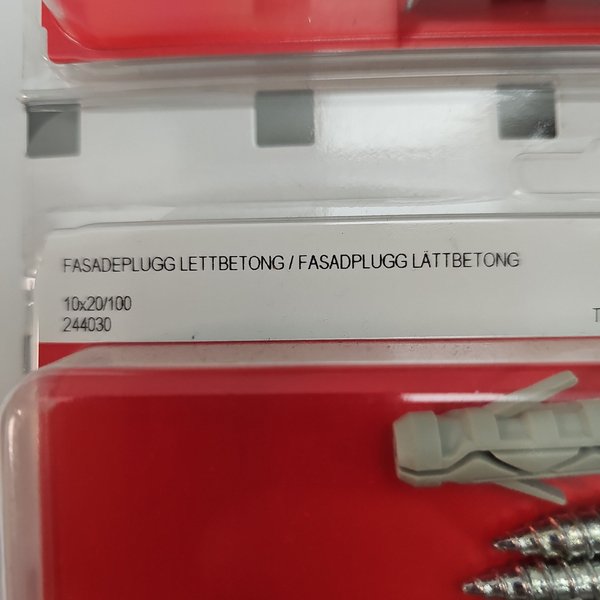 FASADEPLUGG LETTBETONG / FASADPLUGG LÄTTBETONG
10x20/100
244030
T